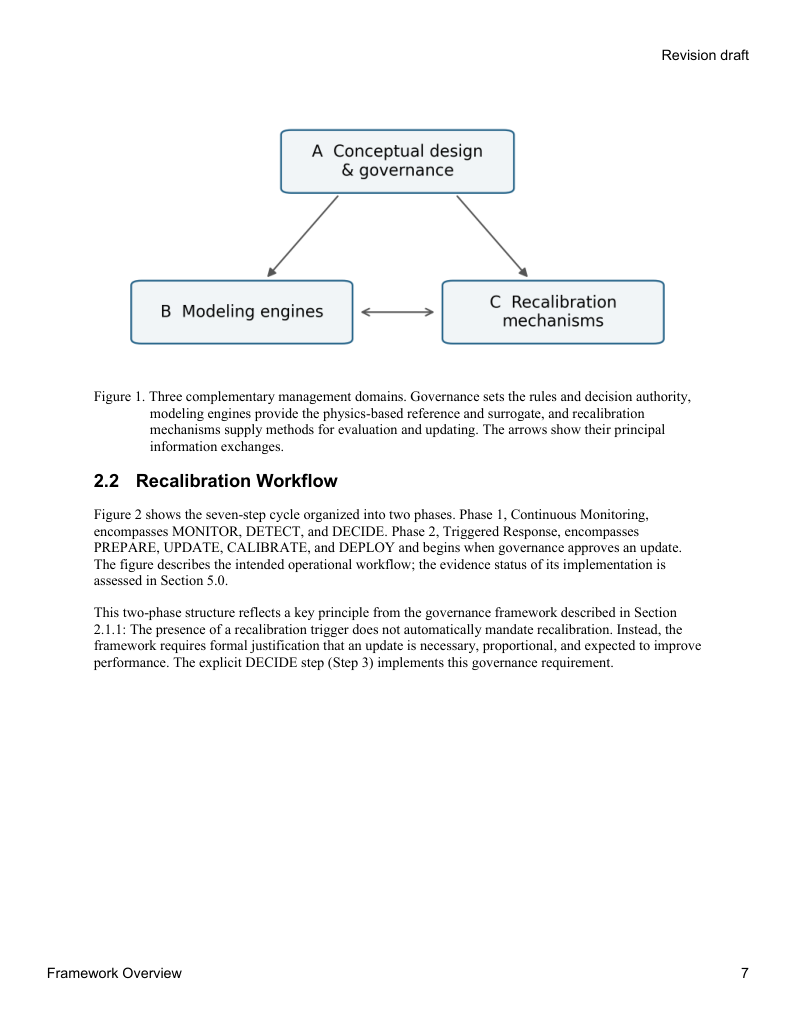 Revision draft
A Conceptual design
& governance
B Modeling engines
C Recalibration
mechanisms
Figure 1. Three complementary management domains. Governance sets the rules and decision authority,
modeling engines provide the physics-based reference and surrogate, and recalibration
mechanisms supply methods for evaluation and updating. The arrows show their principal
information exchanges.
2.2 Recalibration Workflow
Figure 2 shows the seven-step cycle organized into two phases. Phase 1, Continuous Monitoring,
encompasses MONITOR, DETECT, and DECIDE. Phase 2, Triggered Response, encompasses
PREPARE, UPDATE, CALIBRATE, and DEPLOY and begins when governance approves an update.
The figure describes the intended operational workflow; the evidence status of its implementation is
assessed in Section 5.0.
This two-phase structure reflects a key principle from the governance framework described in Section
2.1.1: The presence of a recalibration trigger does not automatically mandate recalibration. Instead, the
framework requires formal justification that an update is necessary, proportional, and expected to improve
performance. The explicit DECIDE step (Step 3) implements this governance requirement.
Framework Overview
7